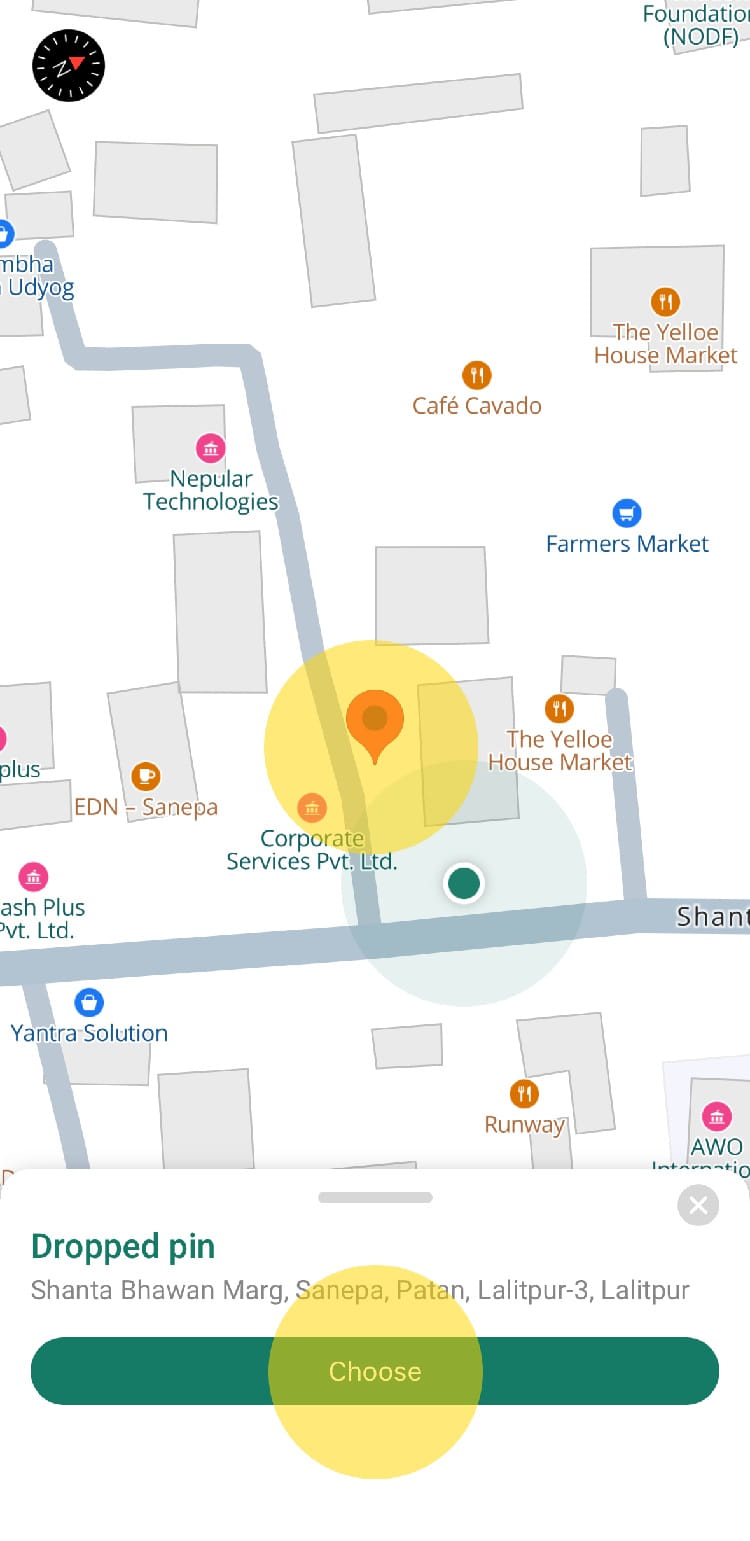 Foundation
(NODF)
N
mbha
Udyog
The Yelloe
House Market
Café Cavado
Nepular
Technologies
Farmers Market
The Yelloe
House Market
plus
EDN – Sanepa
Corporate
Services Pvt. Ltd.
ash Plus
Pvt. Ltd.
Shant
Yantra Solution
Runway
AWO
Internatio
Dropped pin
Shanta Bhawan Marg, Sanepa, Patan, Lalitpur-3, Lalitpur
Choose